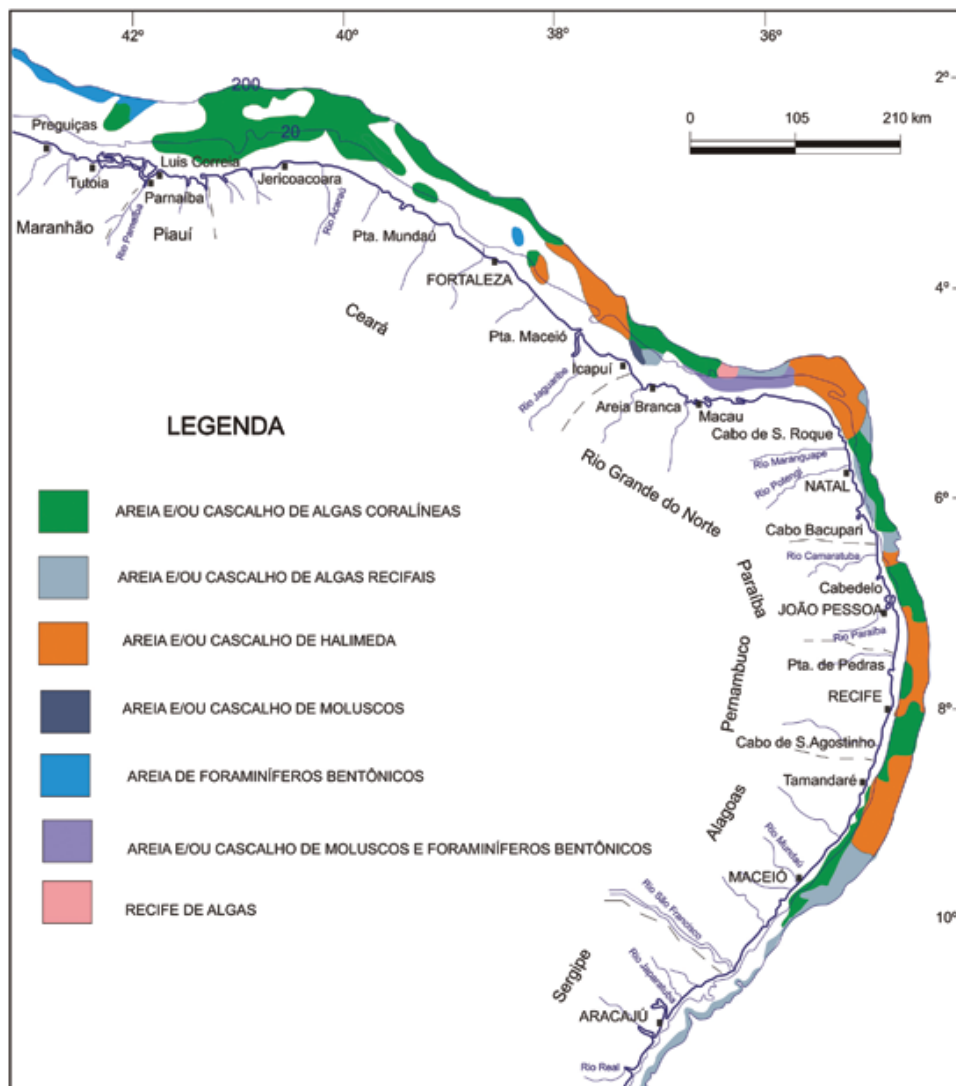 42º
40º
38º
36º
2º
4º
6º
8º
10º
0
105
210 km
200
20
Preguiças
Tutoia
Luis Correia
Parnaíba
Jericoacoara
Maranhão
Rio Parnaíba
Piauí
Rio Acaraú
Pta. Mundaú
FORTALEZA
Ceará
Pta. Maceió
Icapuí
Rio Jaguaribe
Areia Branca
Macau
Cabo de S. Roque
Rio Maranguape
Rio Potengi
NATAL
Rio Grande do Norte
Cabo Bacupari
Rio Camaratuba
Cabedelo
Paraíba
JOÃO PESSOA
Rio Paraíba
Pta. de Pedras
Pernambuco
RECIFE
Cabo de S.Agostinho
Tamandaré
Alagoas
Rio Mundaú
MACEIÓ
Rio São Francisco
Sergipe
Rio Japaratuba
ARACAJÚ
Rio Real
LEGENDA
AREIA E/OU CASCALHO DE ALGAS CORALÍNEAS
AREIA E/OU CASCALHO DE ALGAS RECIFAIS
AREIA E/OU CASCALHO DE HALIMEDA
AREIA E/OU CASCALHO DE MOLUSCOS
AREIA DE FORAMINÍFEROS BENTÔNICOS
AREIA E/OU CASCALHO DE MOLUSCOS E FORAMINÍFEROS BENTÔNICOS
RECIFE DE ALGAS